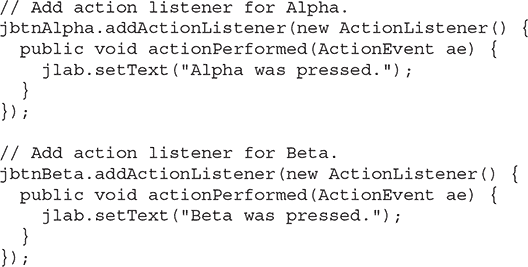 // Add action listener for Alpha.
jbtnAlpha.addActionListener(new ActionListener() {
  public void actionPerformed(ActionEvent ae) {
    jlab.setText("Alpha was pressed.");
  }
});

// Add action listener for Beta.
jbtnBeta.addActionListener(new ActionListener() {
  public void actionPerformed(ActionEvent ae) {
    jlab.setText("Beta was pressed.");
  }
});